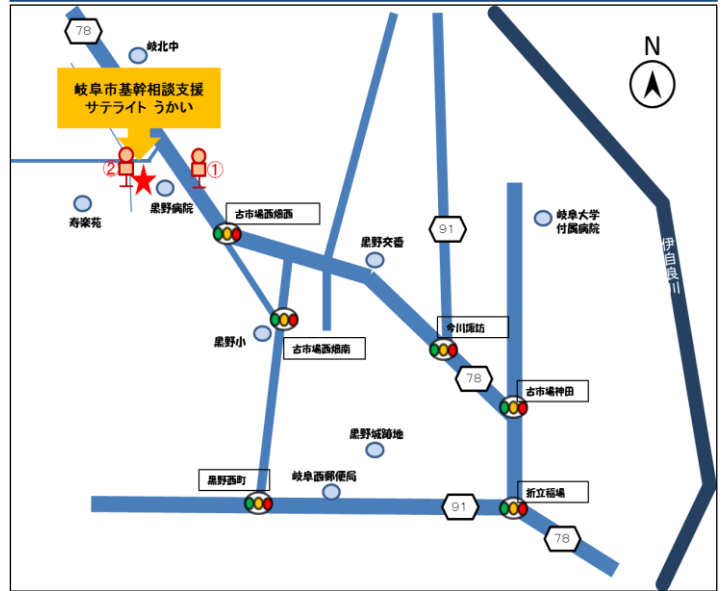 78
岐北中
N
岐阜市基幹相談支援
サテライト うかい
②
①
寿楽苑
黒野病院
古市場西畑西
91
岐阜大学
付属病院
黒野交番
伊自良川
黒野小
古市場西畑南
今川諏訪
78
古市場神田
黒野城跡地
黒野西町
岐阜西郵便局
91
折立稲場
78